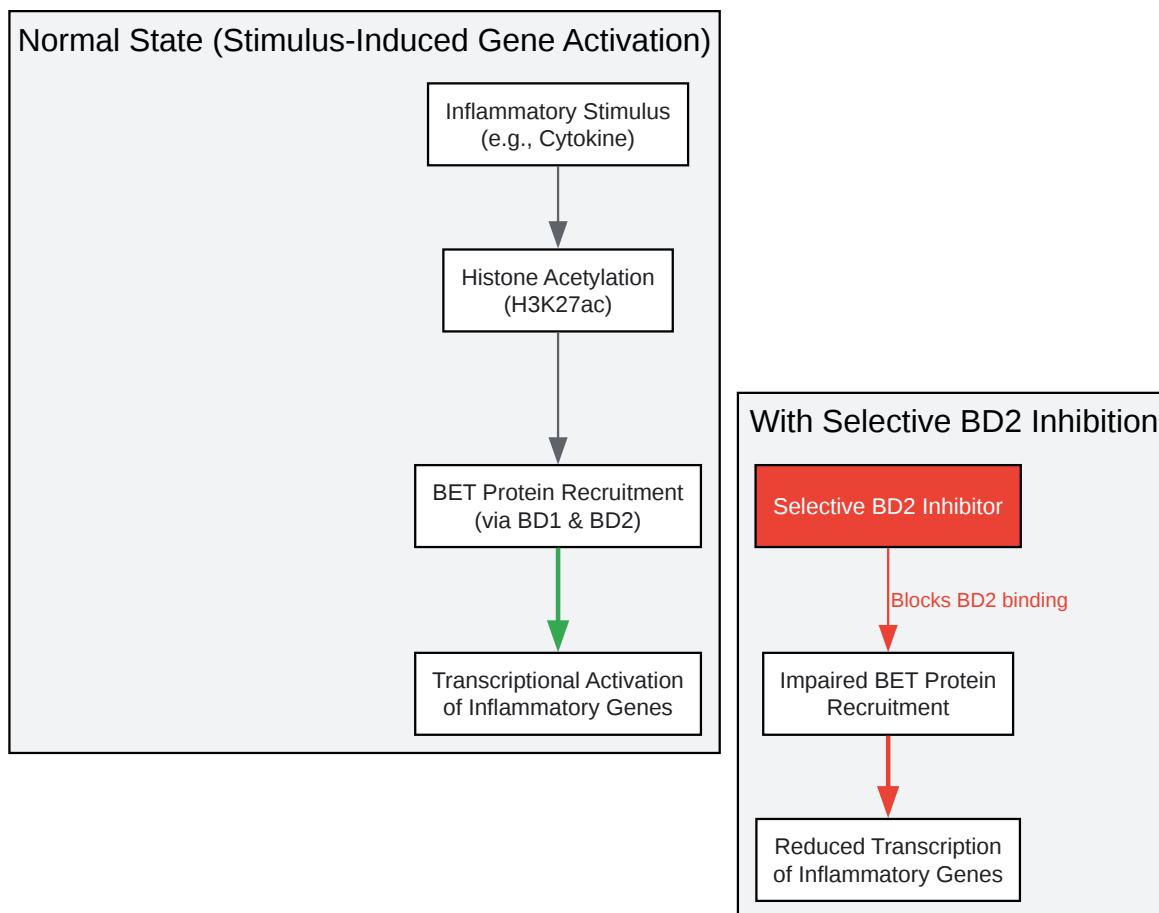 Normal State (Stimulus-Induced Gene Activation)
Inflammatory Stimulus
(e.g., Cytokine)
Histone Acetylation
(H3K27ac)
BET Protein Recruitment
(via BD1 & BD2)
Transcriptional Activation
of Inflammatory Genes
With Selective BD2 Inhibition
Selective BD2 Inhibitor
Blocks BD2 binding
Impaired BET Protein
Recruitment
Reduced Transcription
of Inflammatory Genes